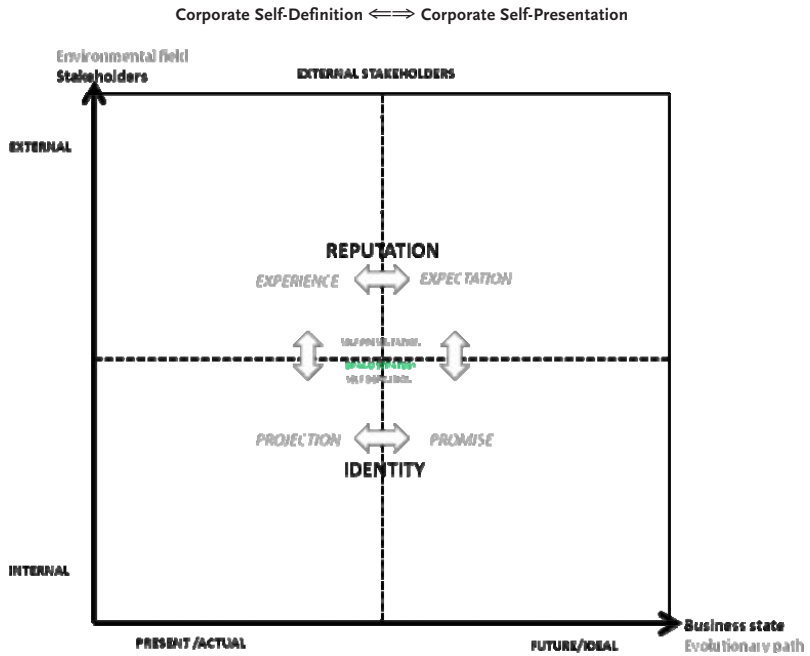 Corporate Self-Definition ⟺ Corporate Self-Presentation
Environmental field
Stakeholders
EXTERNAL STAKEHOLDERS
EXTERNAL
REPUTATION
EXPERIENCE
EXPECTATION
PROJECTION
PROMISE
IDENTITY
INTERNAL
Business state
PRESENT /ACTUAL
FUTURE/IDEAL
Evolutionary path